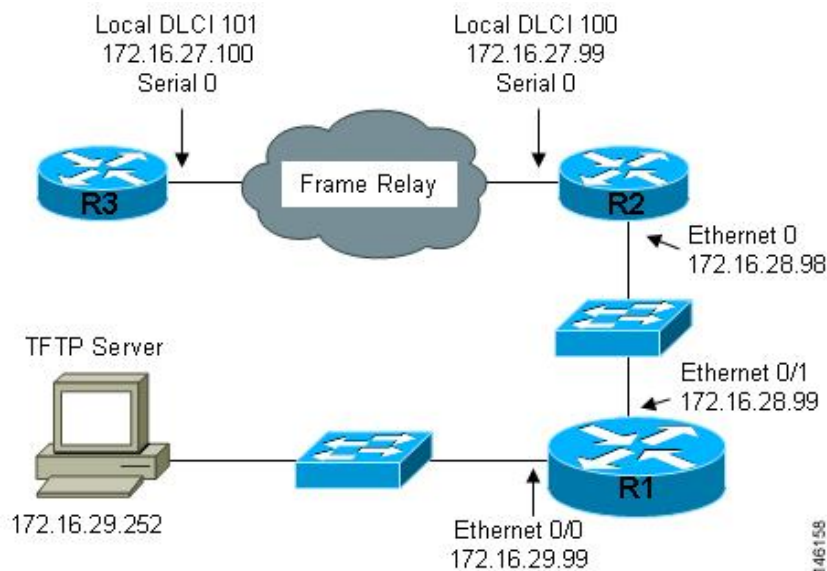 Local DLCI 101
172.16.27.100
Serial 0
Local DLCI 100
172.16.27.99
Serial 0
R3
Frame Relay
R2
Ethernet 0
172.16.28.98
TFTP Server
172.16.29.252
Ethernet 0/1
172.16.28.99
R1
Ethernet 0/0
172.16.29.99
146158